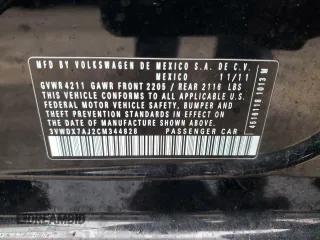 MFD. BY VOLKSWAGEN DE MEXICO S.A. DE C.V.
MEXICO 11/11
GVWR 4211 GAWR FRONT 2205 / REAR 2116 LBS
THIS VEHICLE CONFORMS TO ALL APPLICABLE
FEDERAL MOTOR VEHICLE SAFETY, BUMPER AND
THEFT PREVENTION STANDARDS IN EFFECT ON THE
DATE OF MANUFACTURE SHOWN ABOVE.
3VWDX7AJ2CM344828 PASSENGER CAR